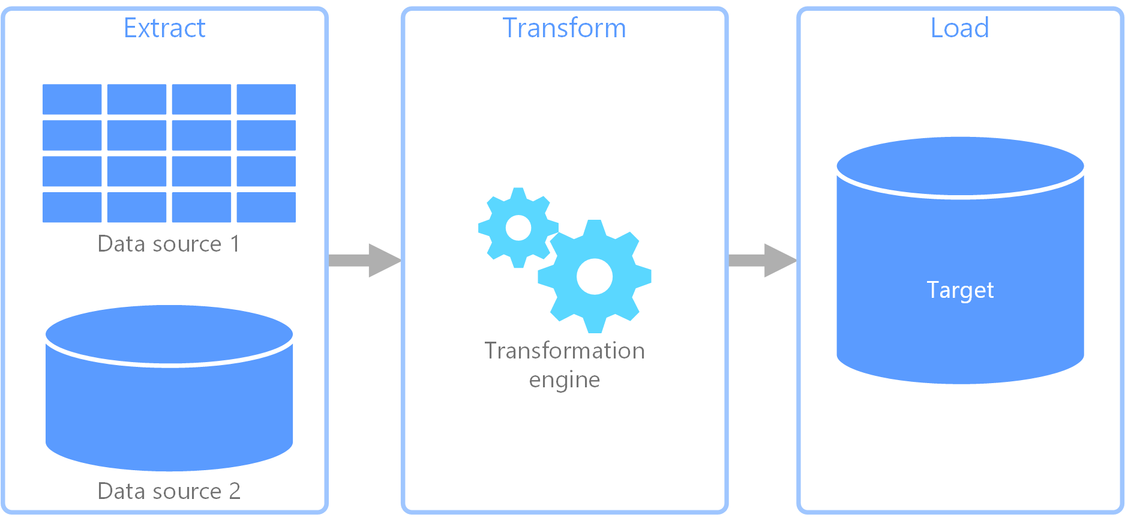 Extract
Data source 1
Data source 2
Transform
Transformation
engine
Load
Target